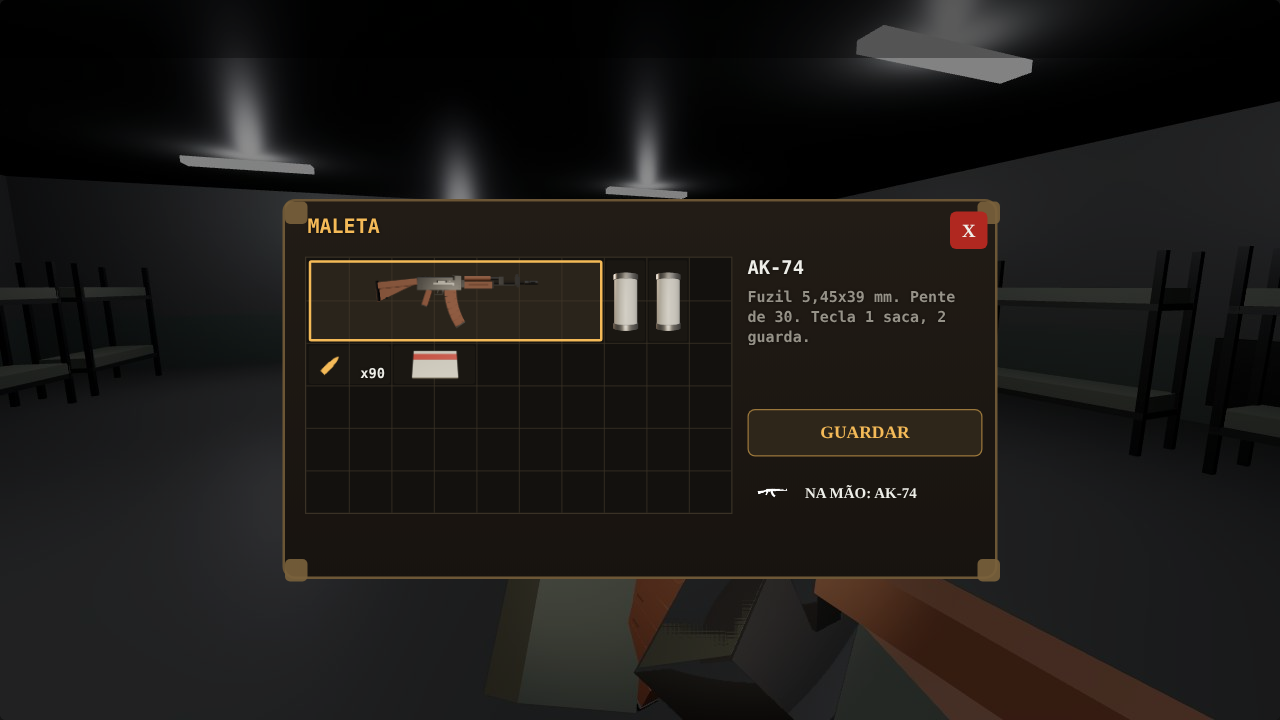 MALETA
X
AK-74
Fuzil 5,45x39 mm. Pente
de 30. Tecla 1 saca, 2
guarda.
x90
GUARDAR
NA MÃO: AK-74